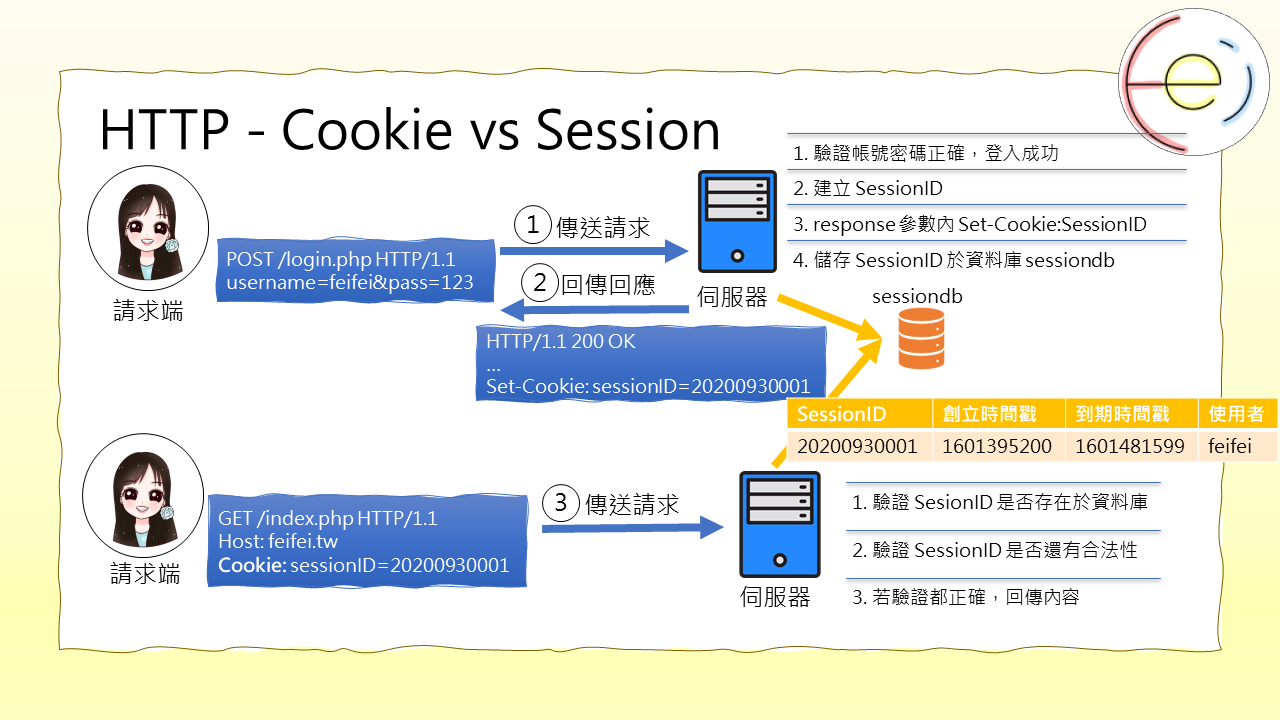 HTTP - Cookie vs Session
1. 驗證帳號密碼正確，登入成功
2. 建立 SessionID
3. response 參數內 Set-Cookie:SessionID
4. 儲存 SessionID 於資料庫 sessiondb
1 傳送請求
POST /login.php HTTP/1.1
username=feifei&pass=123
2 回傳回應
請求端
伺服器
sessiondb
HTTP/1.1 200 OK
...
Set-Cookie: sessionID=20200930001
SessionID 創立時間戳 到期時間戳 使用者
20200930001 1601395200 1601481599 feifei
3 傳送請求
GET /index.php HTTP/1.1
Host: feifei.tw
Cookie: sessionID=20200930001
請求端
伺服器
1. 驗證 SesionID 是否存在於資料庫
2. 驗證 SessionID 是否還有合法性
3. 若驗證都正確，回傳內容